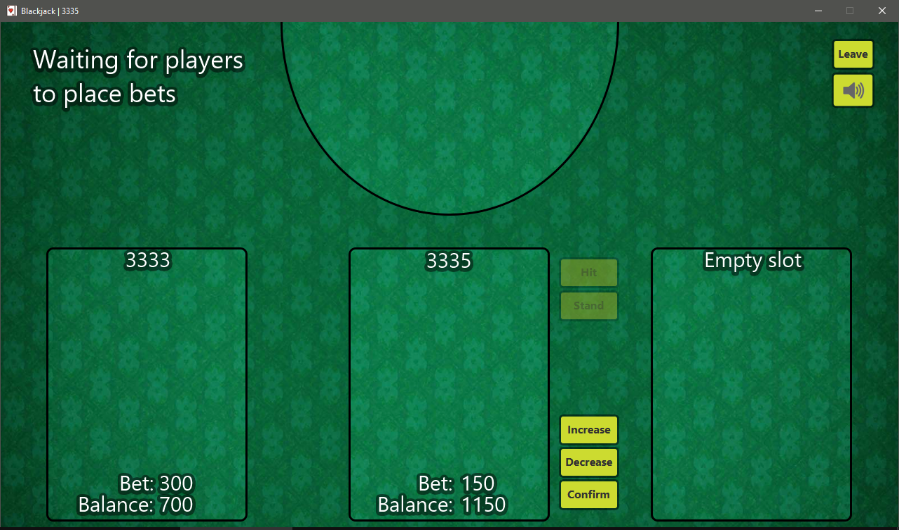 Blackjack | 3335
Waiting for players
to place bets
Leave
3333
3335
Empty slot
Hit
Stand
Increase
Decrease
Confirm
Bet: 300
Balance: 700
Bet: 150
Balance: 1150